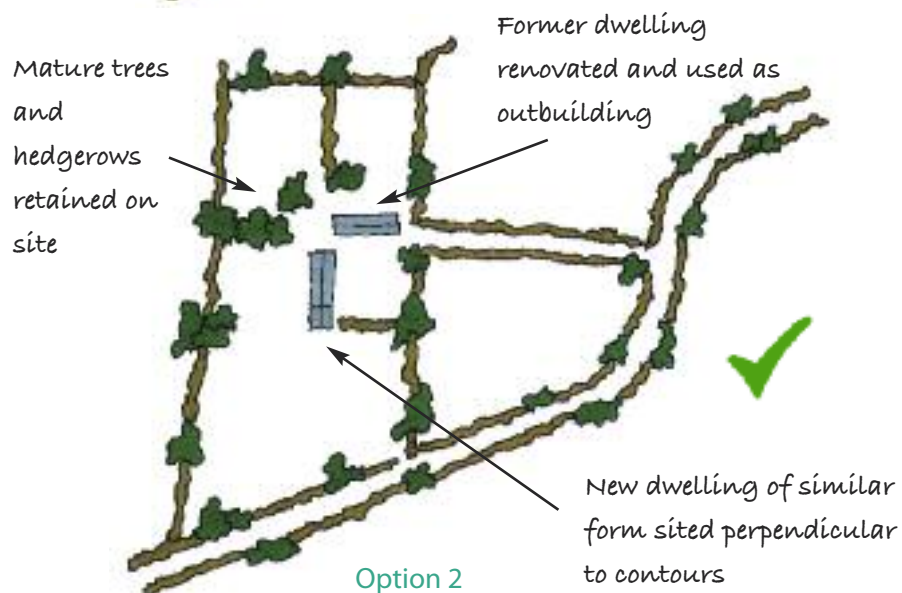 Mature trees
and
hedgerows
retained on
site
Former dwelling
renovated and used as
outbuilding
New dwelling of similar
form sited perpendicular
to contours
Option 2